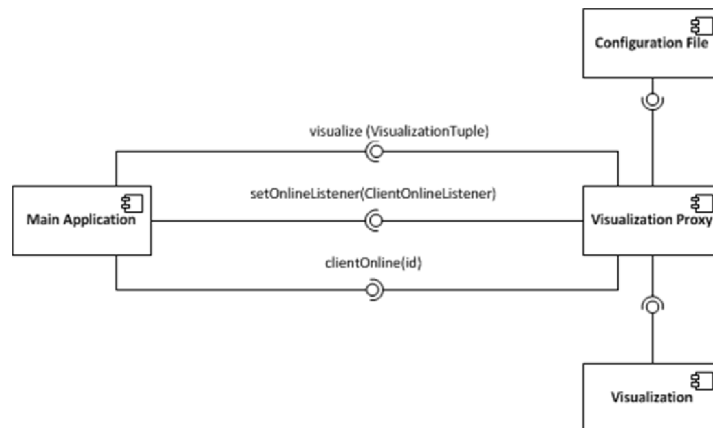 Configuration File
visualize (VisualizationTuple)
setOnlineListener(ClientOnlineListener)
Main Application
Visualization Proxy
clientOnline(id)
Visualization